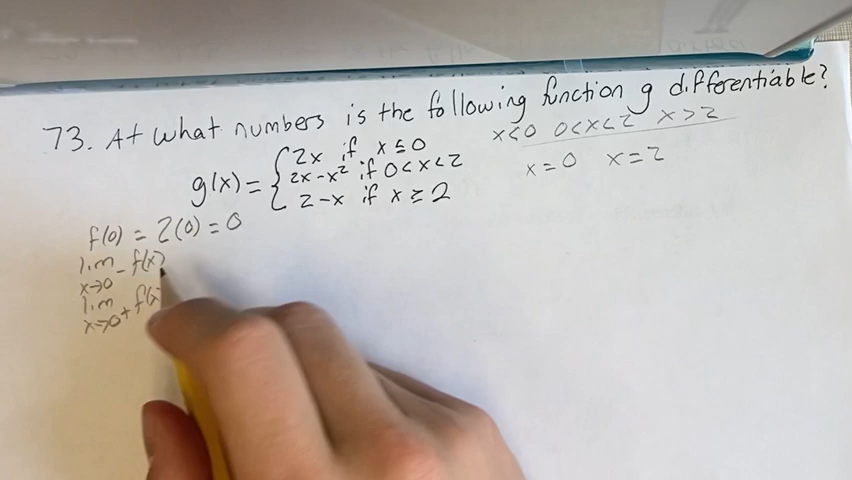 73. At what numbers is the following function g differentiable?
x<0 0<x<2 x>2
g(x) = { 2x if x ≤ 0
2x-x² if 0<x<2
2-x if x ≥ 2
x=0 x=2
f(0) = 2(0) = 0
lim x→0⁻ f(x)
lim x→0⁺ f(x